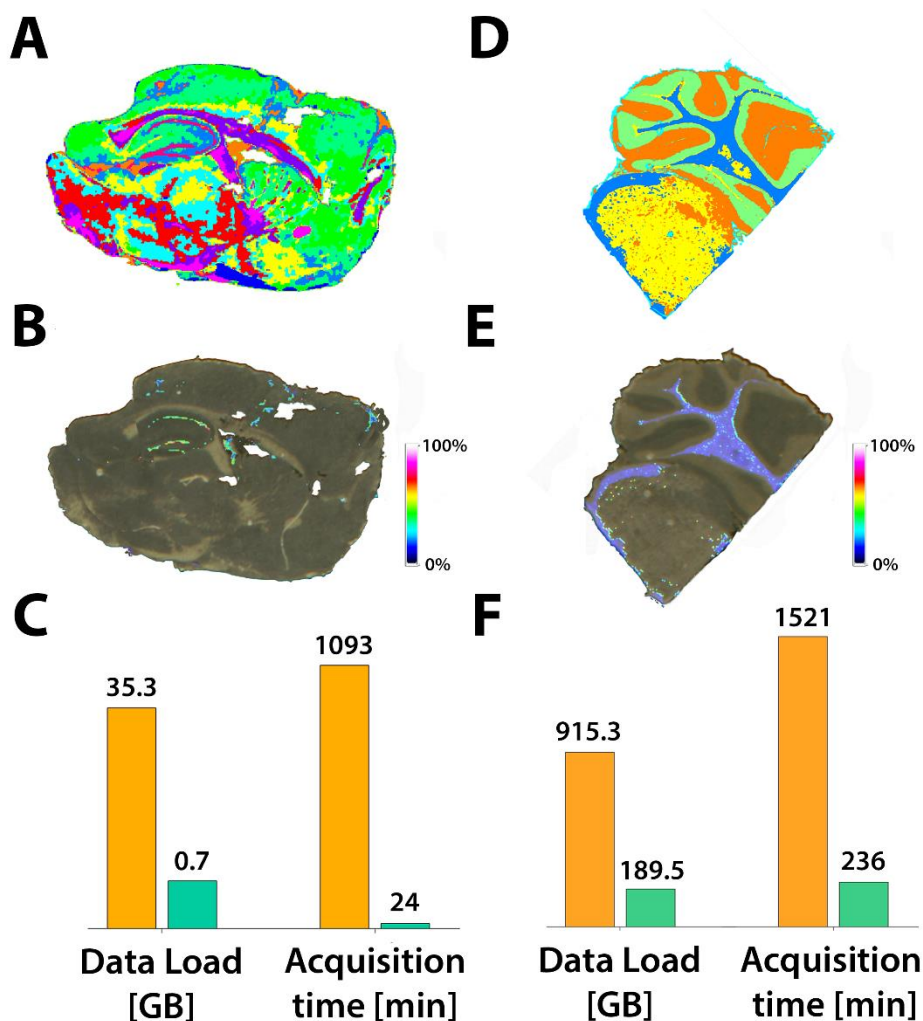 A
D
B
E
100%
0%
100%
0%
C
F
35.3
0.7
1093
24
Data Load
[GB]
Acquisition
time [min]
915.3
189.5
1521
236
Data Load
[GB]
Acquisition
time [min]